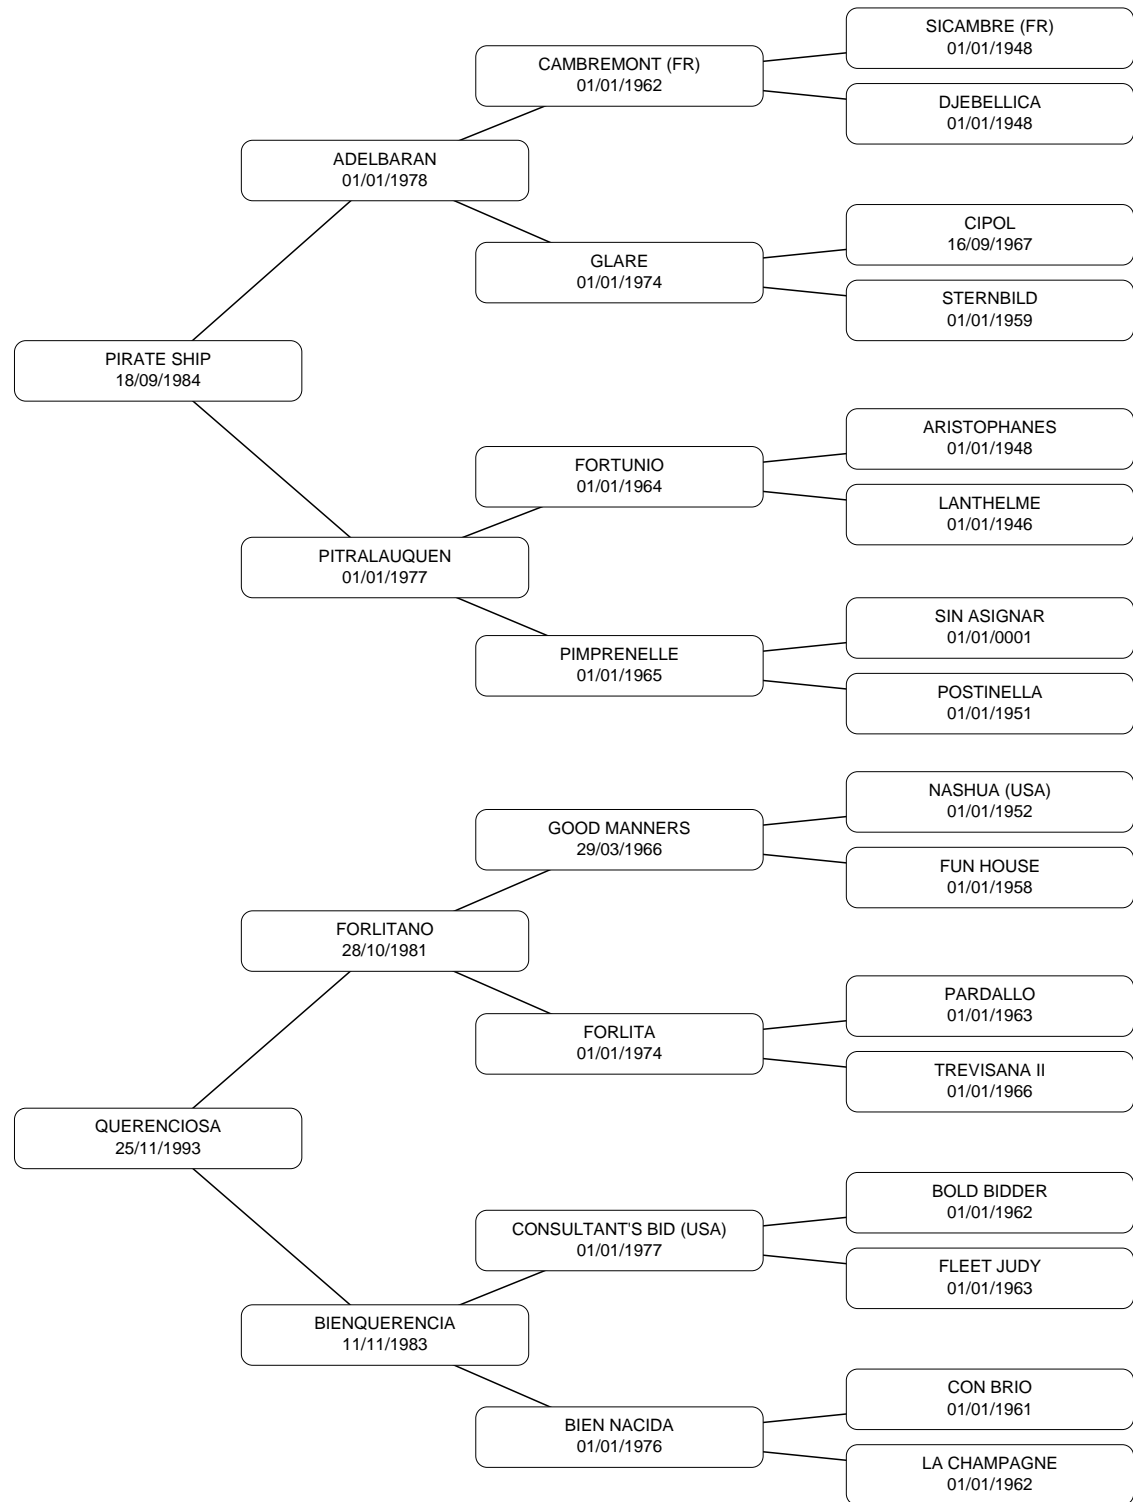 SICAMBRE (FR)
01/01/1948
CAMBREMONT (FR)
01/01/1962
DJEBELLICA
01/01/1948
ADELBARAN
01/01/1978
CIPOL
16/09/1967
GLARE
01/01/1974
STERNBILD
01/01/1959
PIRATE SHIP
18/09/1984
ARISTOPHANES
01/01/1948
FORTUNIO
01/01/1964
LANTHELME
01/01/1946
PITRALAUQUEN
01/01/1977
SIN ASIGNAR
01/01/0001
PIMPRENELLE
01/01/1965
POSTINELLA
01/01/1951
NASHUA (USA)
01/01/1952
GOOD MANNERS
29/03/1966
FUN HOUSE
01/01/1958
FORLITANO
28/10/1981
PARDALLO
01/01/1963
FORLITA
01/01/1974
TREVISANA II
01/01/1966
QUERENCIOSA
25/11/1993
BOLD BIDDER
01/01/1962
CONSULTANT'S BID (USA)
01/01/1977
FLEET JUDY
01/01/1963
BIENQUERENCIA
11/11/1983
CON BRIO
01/01/1961
BIEN NACIDA
01/01/1976
LA CHAMPAGNE
01/01/1962